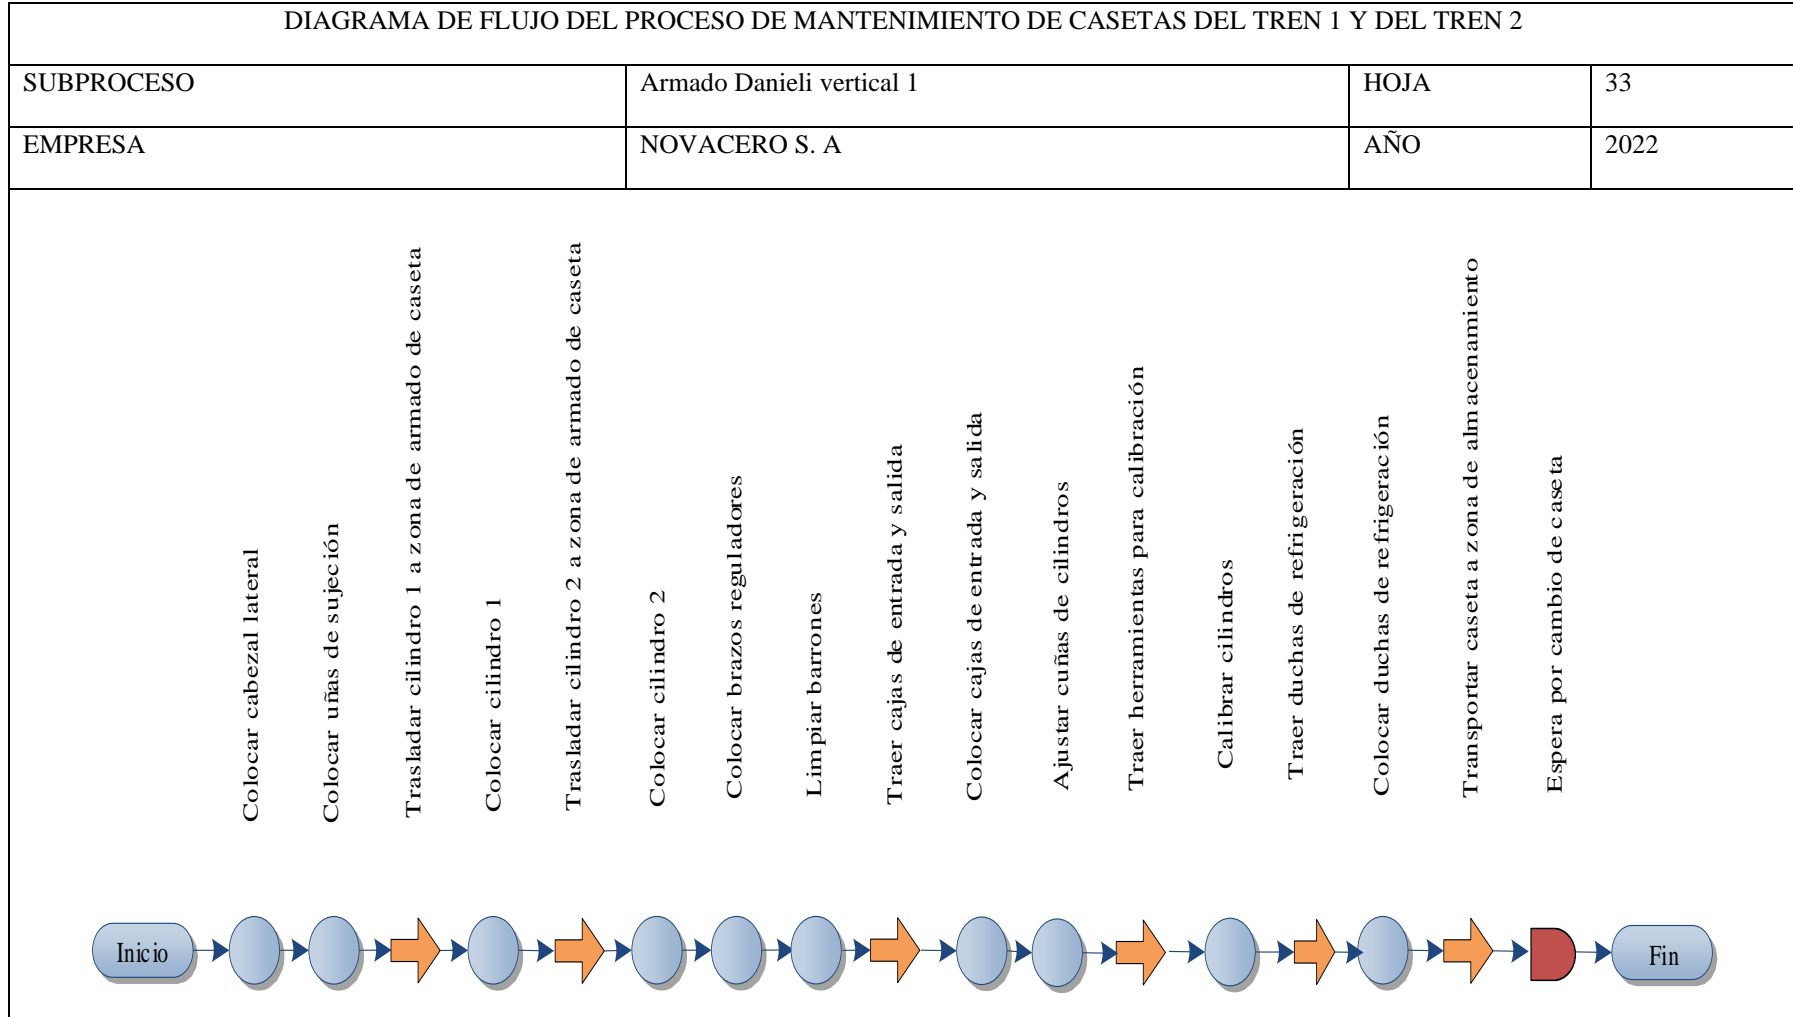 DIAGRAMA DE FLUJO DEL PROCESO DE MANTENIMIENTO DE CASETAS DEL TREN 1 Y DEL TREN 2
SUBPROCESO
Armado Danieli vertical 1
HOJA
33
EMPRESA
NOVACERO S. A
AÑO
2022
Colocar cabezal lateral
Colocar uñas de sujeción
Trasladar cilindro 1 a zona de armado de caseta
Colocar cilindro 1
Trasladar cilindro 2 a zona de armado de caseta
Colocar cilindro 2
Colocar brazos reguladores
Limpiar barrones
Traer cajas de entrada y salida
Colocar cajas de entrada y salida
Ajustar cuñas de cilindros
Traer herramientas para calibración
Calibrar cilindros
Traer duchas de refrigeración
Colocar duchas de refrigeración
Transportar caseta a zona de almacenamiento
Espera por cambio de caseta
Inicio
Fin